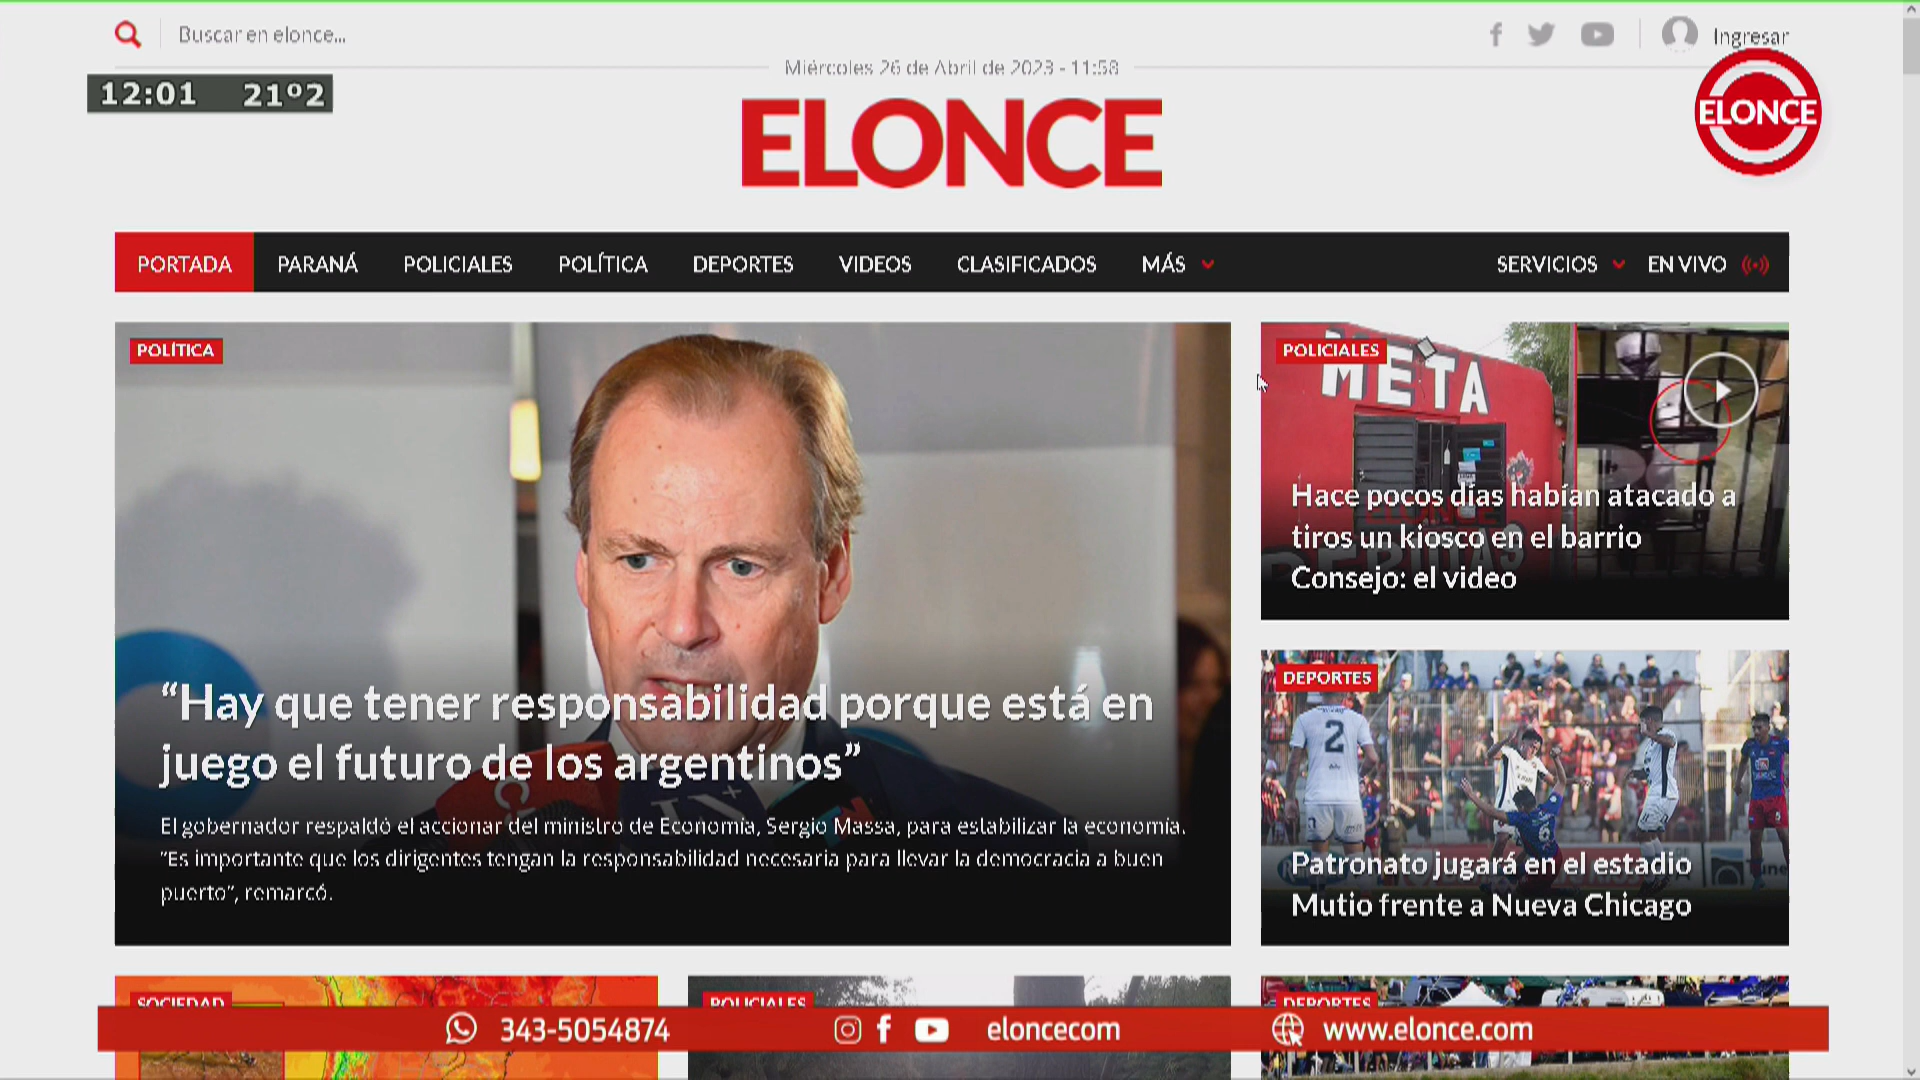 Buscar en elonce...
Ingresar
Miércoles 26 de Abril de 2023 - 11:58
12:01 21º2
ELONCE
ELONCE
PORTADA PARANÁ POLICIALES POLÍTICA DEPORTES VIDEOS CLASIFICADOS MÁS SERVICIOS EN VIVO
POLÍTICA
“Hay que tener responsabilidad porque está en
juego el futuro de los argentinos”
El gobernador respaldó el accionar del ministro de Economía, Sergio Massa, para estabilizar la economía.
"Es importante que los dirigentes tengan la responsabilidad necesaria para llevar la democracia a buen
puerto", remarcó.
POLICIALES
META
Hace pocos días habían atacado a
tiros un kiosco en el barrio
Consejo: el video
DEPORTES
2
Patronato jugará en el estadio
Mutio frente a Nueva Chicago
SOCIEDAD
POLICIALES
DEPORTES
343-5054874 eloncecom www.elonce.com